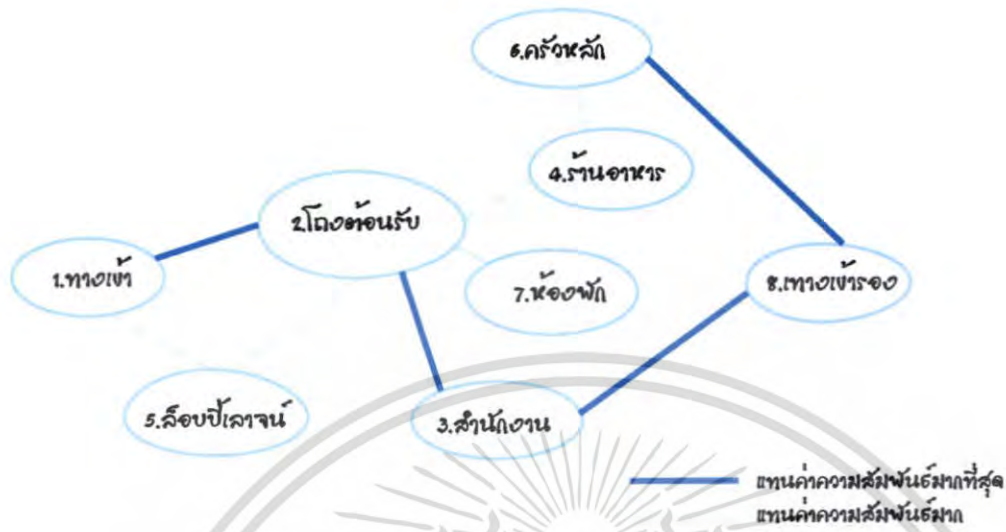 6.ครัวหลัก
4.ร้านอาหาร
2.โถงต้อนรับ
1.ทางเข้า
7.ห้องพัก
8.ทางเข้ารอง
5.ล็อบบี้เลาจน์
3.สำนักงาน
แทนค่าความสัมพันธ์มากที่สุด
แทนค่าความสัมพันธ์มาก